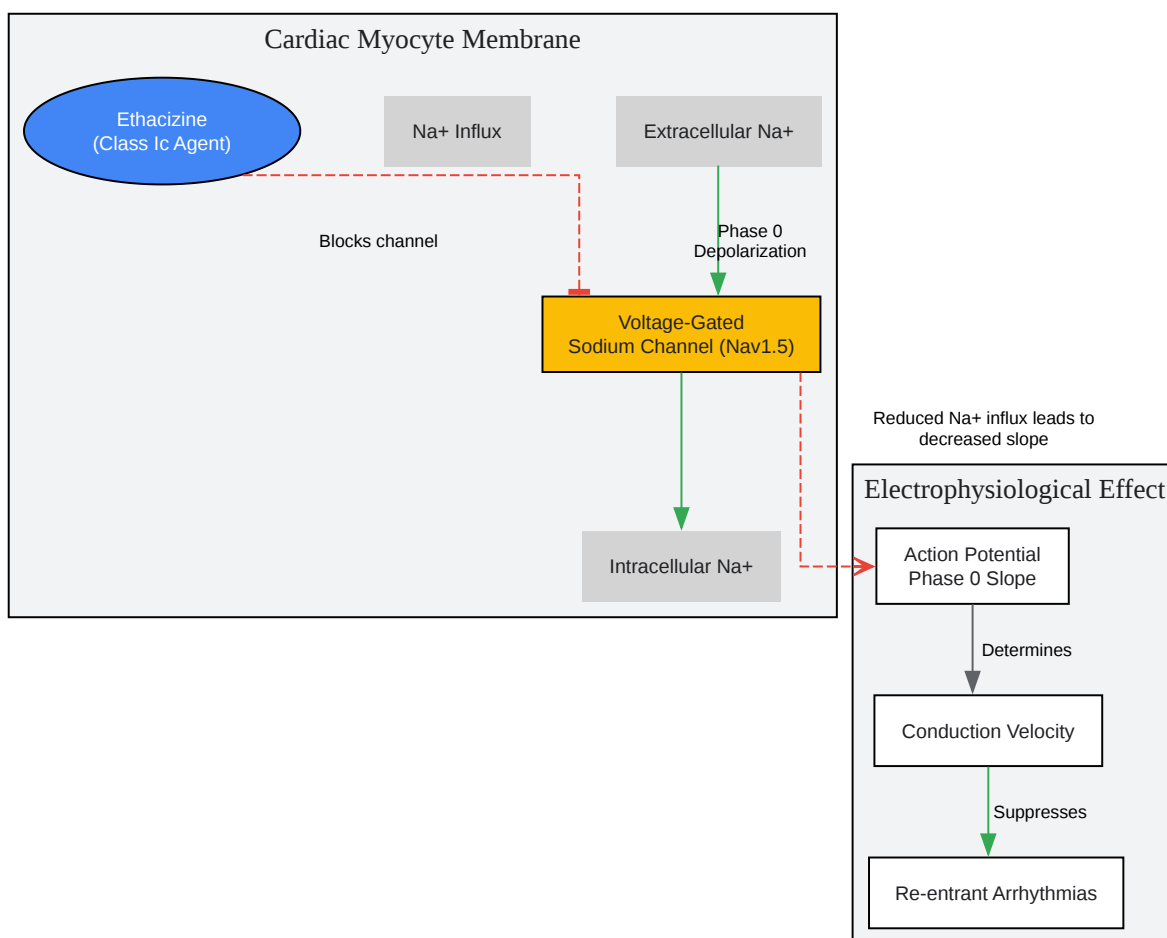 Cardiac Myocyte Membrane
Ethacizine
(Class Ic Agent)
Na+ Influx
Extracellular Na+
Blocks channel
Phase 0
Depolarization
Voltage-Gated
Sodium Channel (Nav1.5)
Intracellular Na+
Reduced Na+ influx leads to
decreased slope
Electrophysiological Effect
Action Potential
Phase 0 Slope
Determines
Conduction Velocity
Suppresses
Re-entrant Arrhythmias